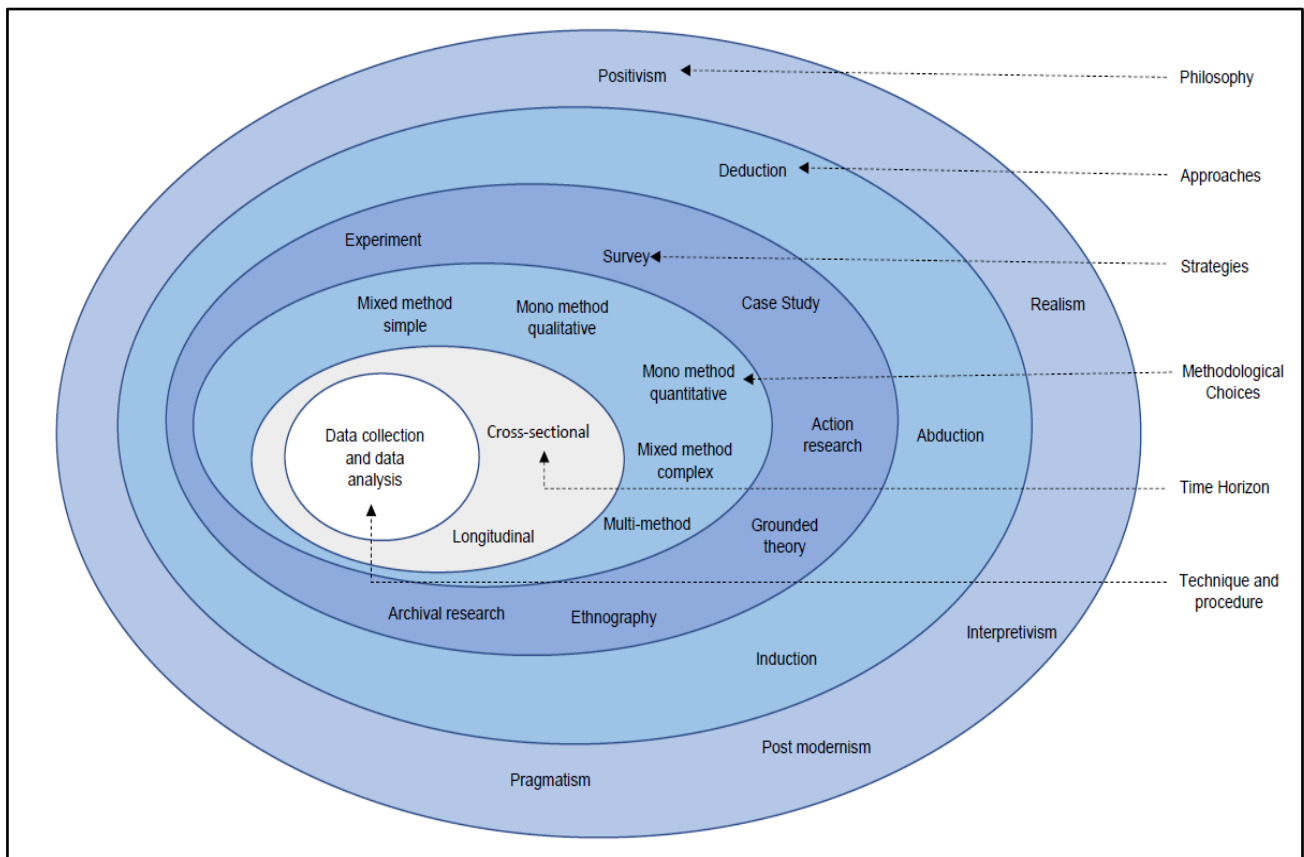 Positivism
Philosophy
Deduction
Approaches
Experiment
Survey
Strategies
Mixed method
simple
Mono method
qualitative
Case Study
Realism
Mono method
quantitative
Methodological
Choices
Data collection
and data
analysis
Cross-sectional
Mixed method
complex
Action
research
Abduction
Time Horizon
Longitudinal
Multi-method
Grounded
theory
Technique and
procedure
Archival research
Ethnography
Interpretivism
Induction
Post modernism
Pragmatism